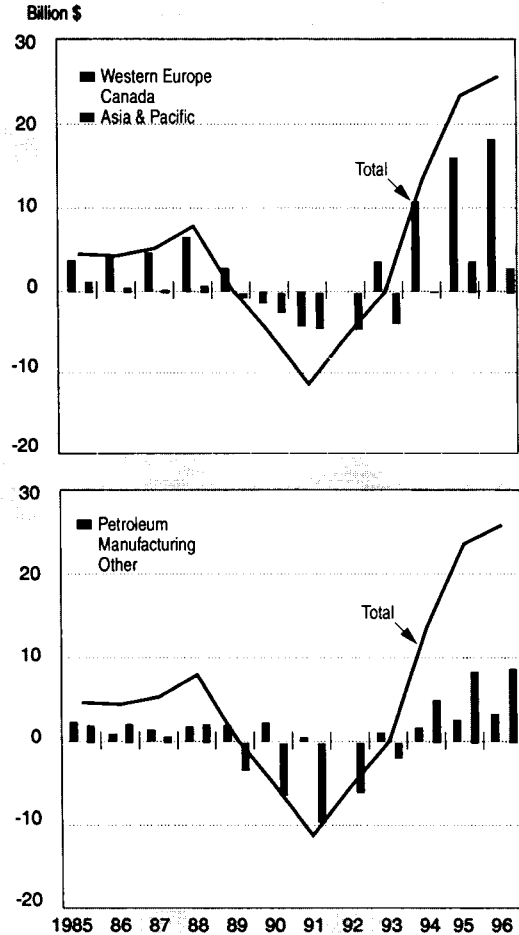 Billion $
30
Western Europe
Canada
Asia & Pacific
20
Total
10
0
-10
-20
30
Petroleum
Manufacturing
Other
20
Total
10
0
-10
-20
1985 86 87 88 89 90 91 92 93 94 95 96